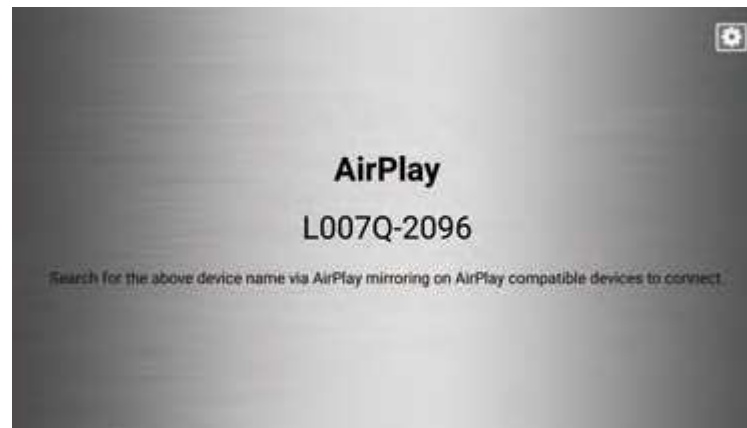 AirPlay
L007Q-2096
Search for the above device name via AirPlay mirroring on AirPlay compatible devices to connect.